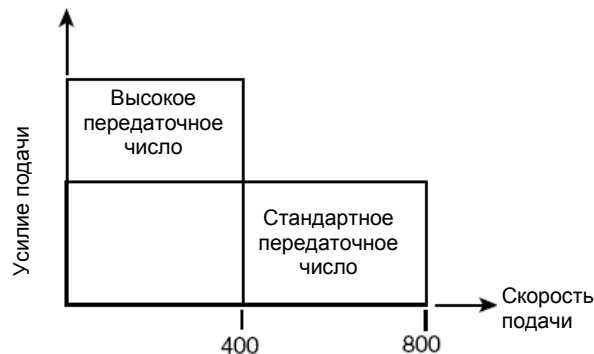 Усилие подачи
Высокое
передаточное
число
Стандартное
передаточное
число
Скорость
подачи
400
800